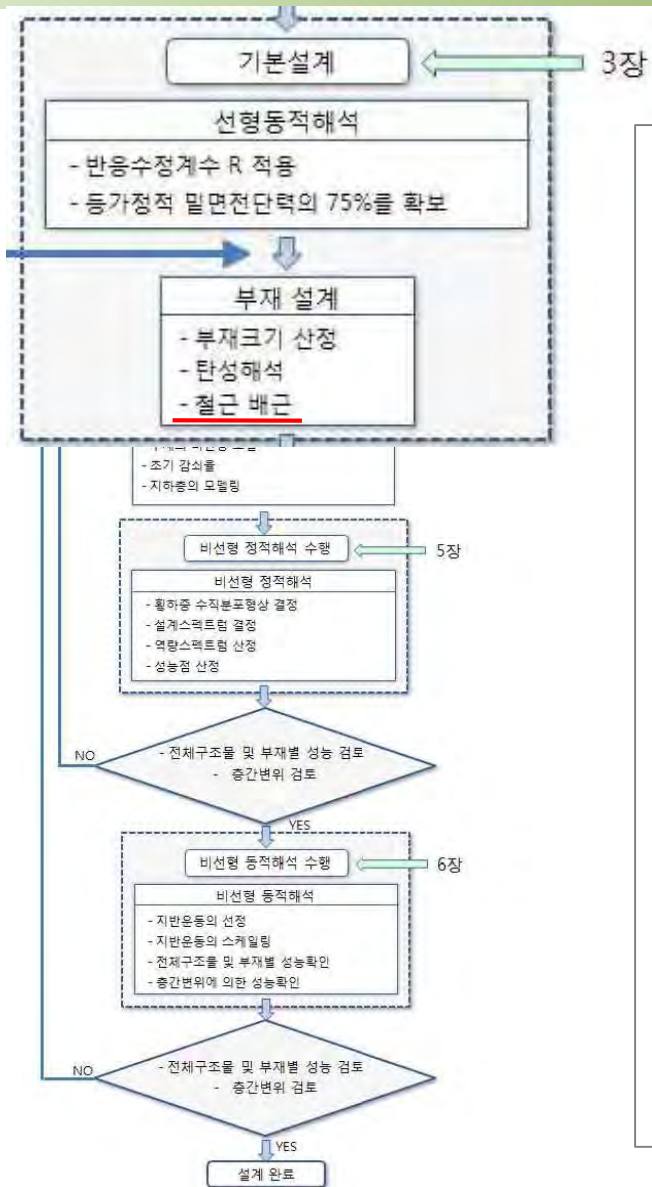 기본설계
3장
선형동적해석
- 반응수정계수 R 적용
- 등가정적 밑면전단력의 75%를 확보
부재 설계
- 부재크기 산정
- 탄성해석
- 철근 배근
- 초기 감쇠율
- 지하층의 모델링
비선형 정적해석 수행
5장
비선형 정적해석
- 횡하중 수직분포형상 결정
- 설계스펙트럼 결정
- 역량스펙트럼 산정
- 성능점 산정
- 전체구조물 및 부재별 성능 검토
- 층간변위 검토
NO
YES
비선형 동적해석 수행
6장
비선형 동적해석
- 지반운동의 선정
- 지반운동의 스케일링
- 전체구조물 및 부재별 성능확인
- 층간변위에 의한 성능확인
- 전체구조물 및 부재별 성능 검토
- 층간변위 검토
NO
YES
설계 완료